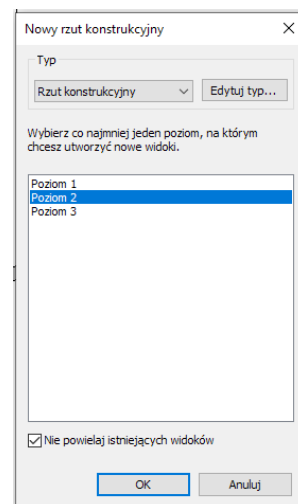 Nowy rzut konstrukcyjny
Typ
Rzut konstrukcyjny
Edytuj typ...
Wybierz co najmniej jeden poziom, na którym
chcesz utworzyć nowe widoki.
Poziom 1
Poziom 2
Poziom 3
Nie powielaj istniejących widoków
OK
Anuluj